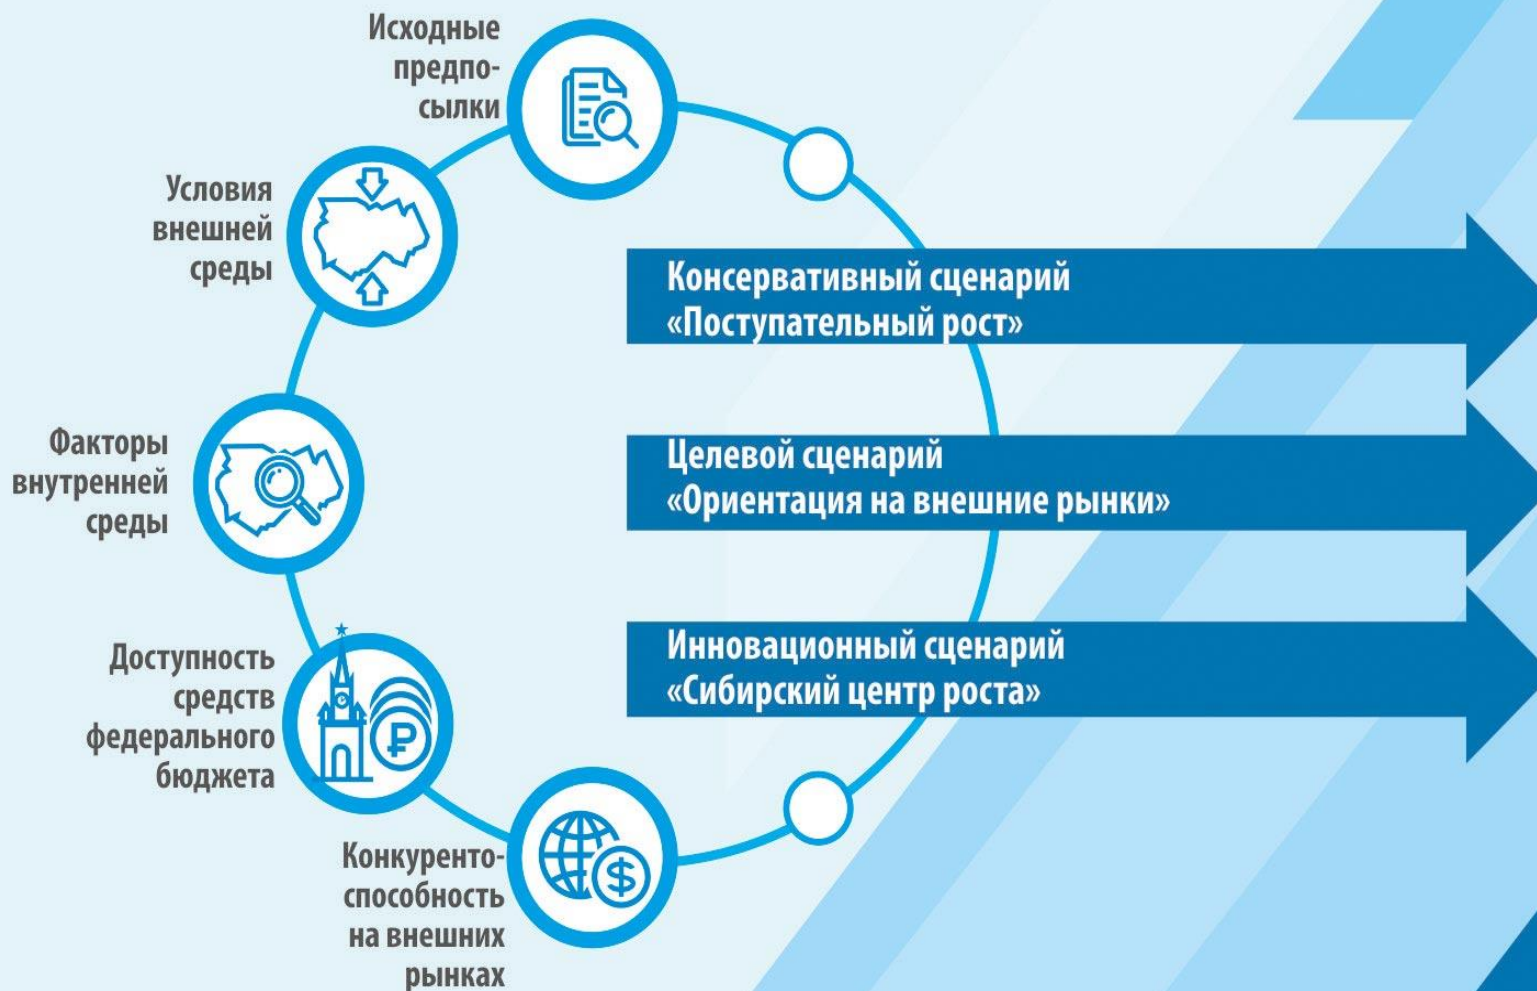 Исходные
предпо-
сылки
Условия
внешней
среды
Факторы
внутренней
среды
Доступность
средств
федерального
бюджета
Конкуренто-
способность
на внешних
рынках
Консервативный сценарий
«Поступательный рост»
Целевой сценарий
«Ориентация на внешние рынки»
Инновационный сценарий
«Сибирский центр роста»
₽
$